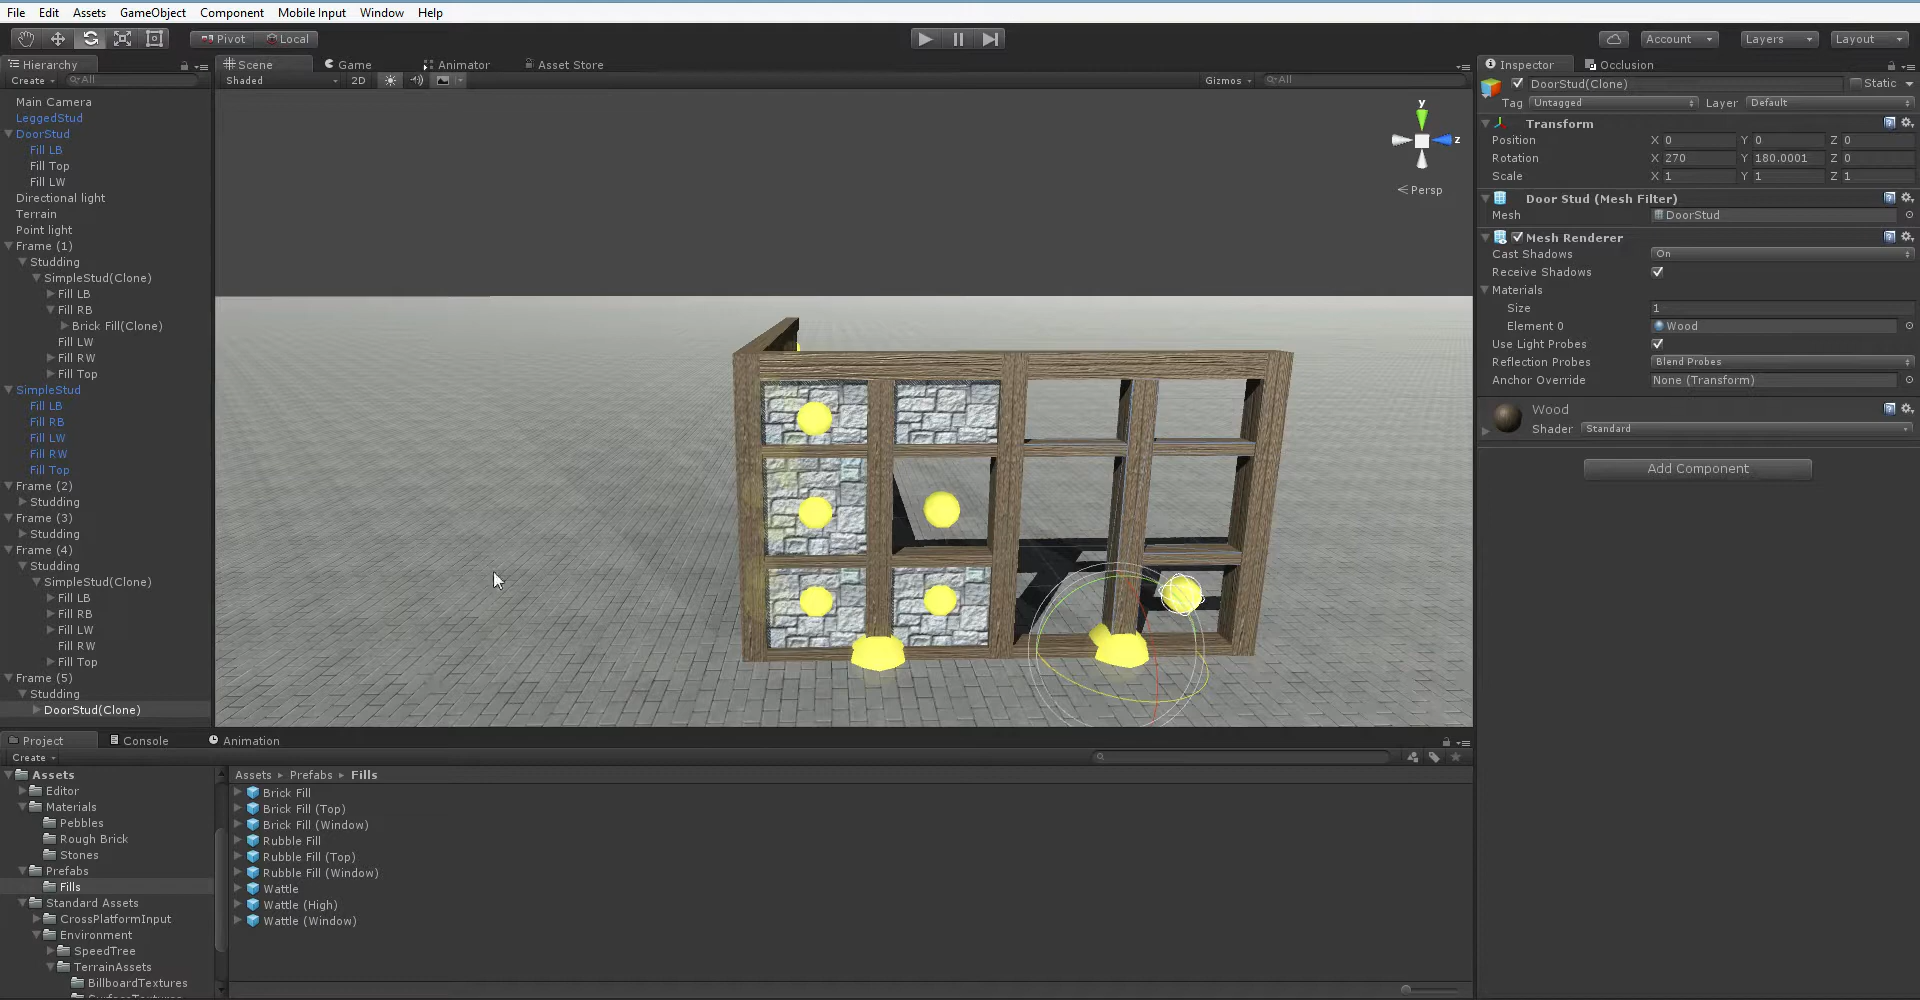 File Edit Assets GameObject Component Mobile Input Window Help
Pivot Local Account Layers Layout
Hierarchy
Create All
Main Camera
LeggedStud
DoorStud
Fill LB
Fill Top
Fill LW
Directional light
Terrain
Point light
Frame (1)
Studding
SimpleStud(Clone)
Fill LB
Fill RB
Brick Fill(Clone)
Fill LW
Fill RW
Fill Top
SimpleStud
Fill LB
Fill RB
Fill LW
Fill RW
Fill Top
Frame (2)
Studding
Frame (3)
Studding
Frame (4)
Studding
SimpleStud(Clone)
Fill LB
Fill RB
Fill LW
Fill RW
Fill Top
Frame (5)
Studding
DoorStud(Clone)
Scene Game Animator Asset Store
Shaded 2D Gizmos All
y
z
Persp
Inspector Occlusion
DoorStud(Clone) Static
Tag Untagged Layer Default
Transform
Position X 0 Y 0 Z 0
Rotation X 270 Y 180.0001 Z 0
Scale X 1 Y 1 Z 1
Door Stud (Mesh Filter)
Mesh DoorStud
Mesh Renderer
Cast Shadows On
Receive Shadows
Materials
Size 1
Element 0 Wood
Use Light Probes
Reflection Probes Blend Probes
Anchor Override None (Transform)
Wood
Shader Standard
Add Component
Project Console Animation
Create
Assets
Editor
Materials
Pebbles
Rough Brick
Stones
Prefabs
Fills
Standard Assets
CrossPlatformInput
Environment
SpeedTree
TerrainAssets
BillboardTextures
Assets Prefabs Fills
Brick Fill
Brick Fill (Top)
Brick Fill (Window)
Rubble Fill
Rubble Fill (Top)
Rubble Fill (Window)
Wattle
Wattle (High)
Wattle (Window)